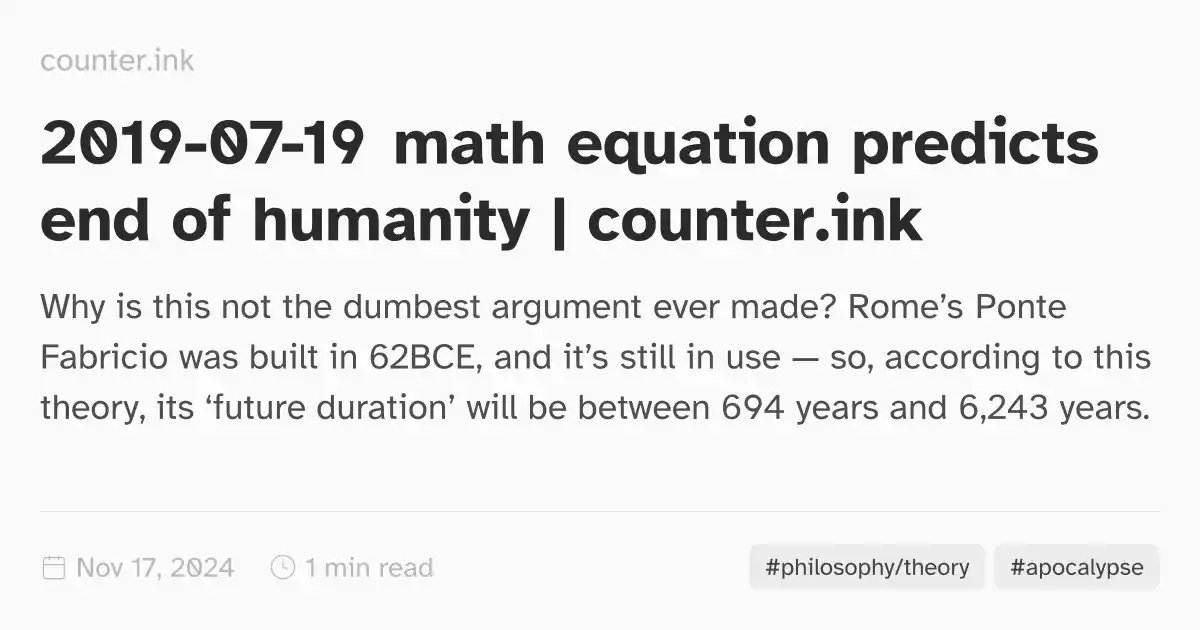 counter.ink
2019-07-19 math equation predicts
end of humanity | counter.ink
Why is this not the dumbest argument ever made? Rome’s Ponte
Fabricio was built in 62BCE, and it’s still in use — so, according to this
theory, its ‘future duration’ will be between 694 years and 6,243 years.
Nov 17, 2024 1 min read #philosophy/theory #apocalypse